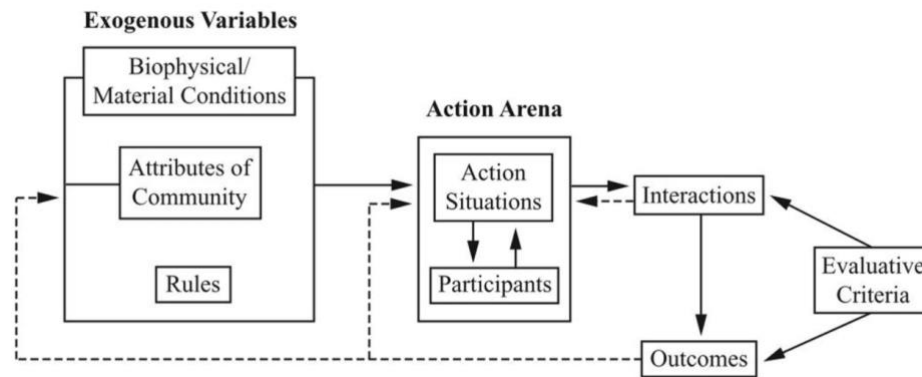 Exogenous Variables
Biophysical/
Material Conditions
Attributes of
Community
Rules
Action Arena
Action
Situations
Participants
Interactions
Evaluative
Criteria
Outcomes